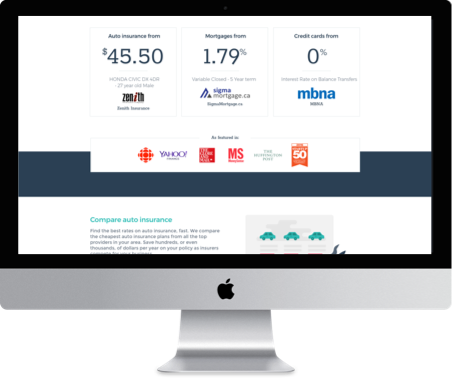 Auto insurance from
$45.50
HONDA CIVIC DX 4DR
- 27 year old Male
zenith
Zenith Insurance
Mortgages from
1.79%
Variable Closed - 5 Year term
sigma
mortgage.ca
SigmaMortgage.ca
Credit cards from
0%
Interest Rate on Balance Transfers
mbna
MBNA
As featured in
YAHOO!
FINANCE
MS
THE
HUFFINGTON
POST
50
Compare auto insurance
Find the best rates on auto insurance, fast. We compare
the cheapest auto insurance plans from all the top
providers in your area. Save hundreds, or even
thousands, of dollars per year on your policy as insurers
compete for your business.